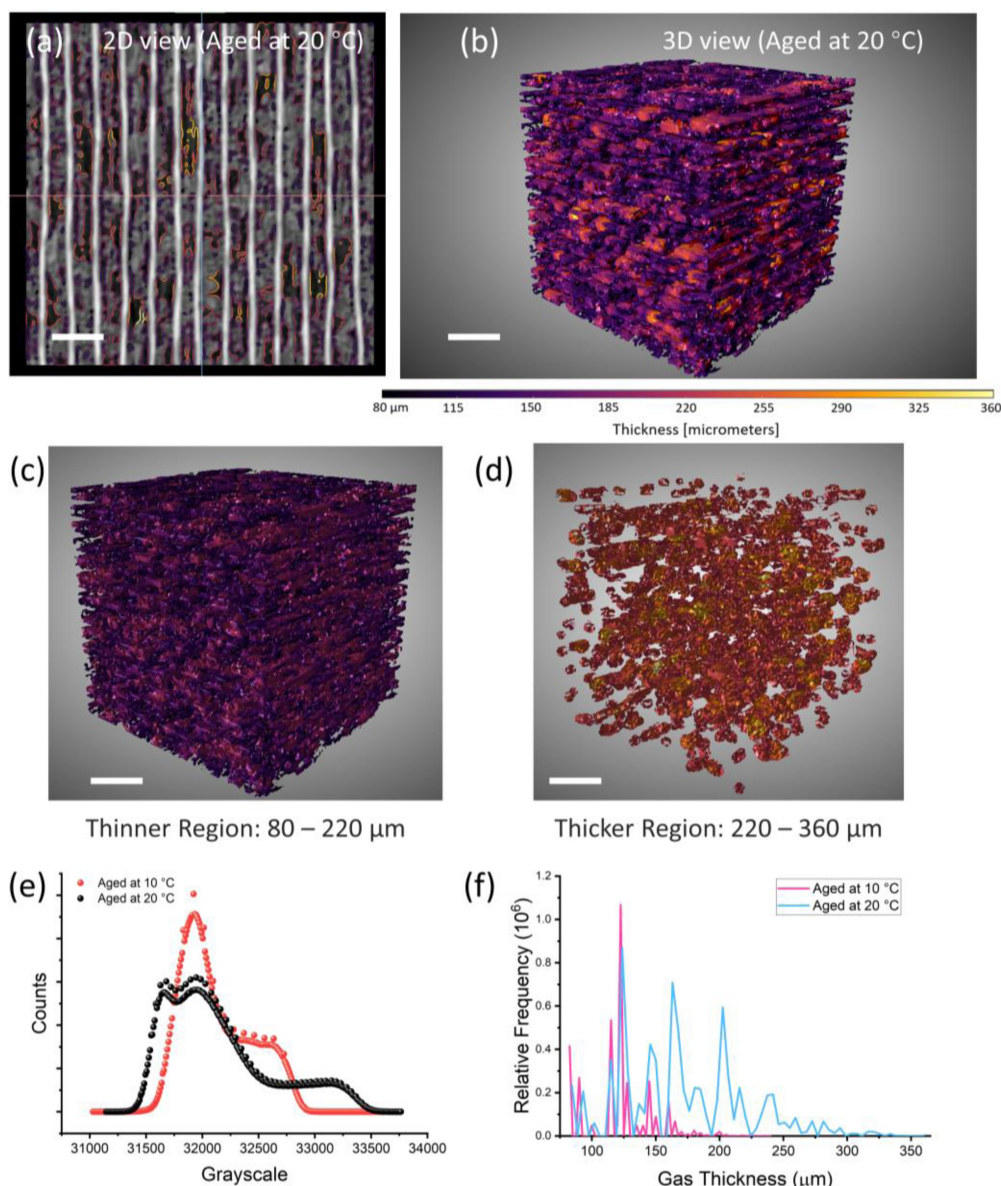 (a) 2D view (Aged at 20 °C)
(b) 3D view (Aged at 20 °C)
80 µm 115 150 185 220 255 290 325 360
Thickness [micrometers]
(c)
(d)
Thinner Region: 80 – 220 µm
Thicker Region: 220 – 360 µm
(e)
Aged at 10 °C
Aged at 20 °C
Counts
31000 31500 32000 32500 33000 33500 34000
Grayscale
(f)
Aged at 10 °C
Aged at 20 °C
Relative Frequency (10⁶)
1.2
1.0
0.8
0.6
0.4
0.2
0.0
100 150 200 250 300 350
Gas Thickness (µm)